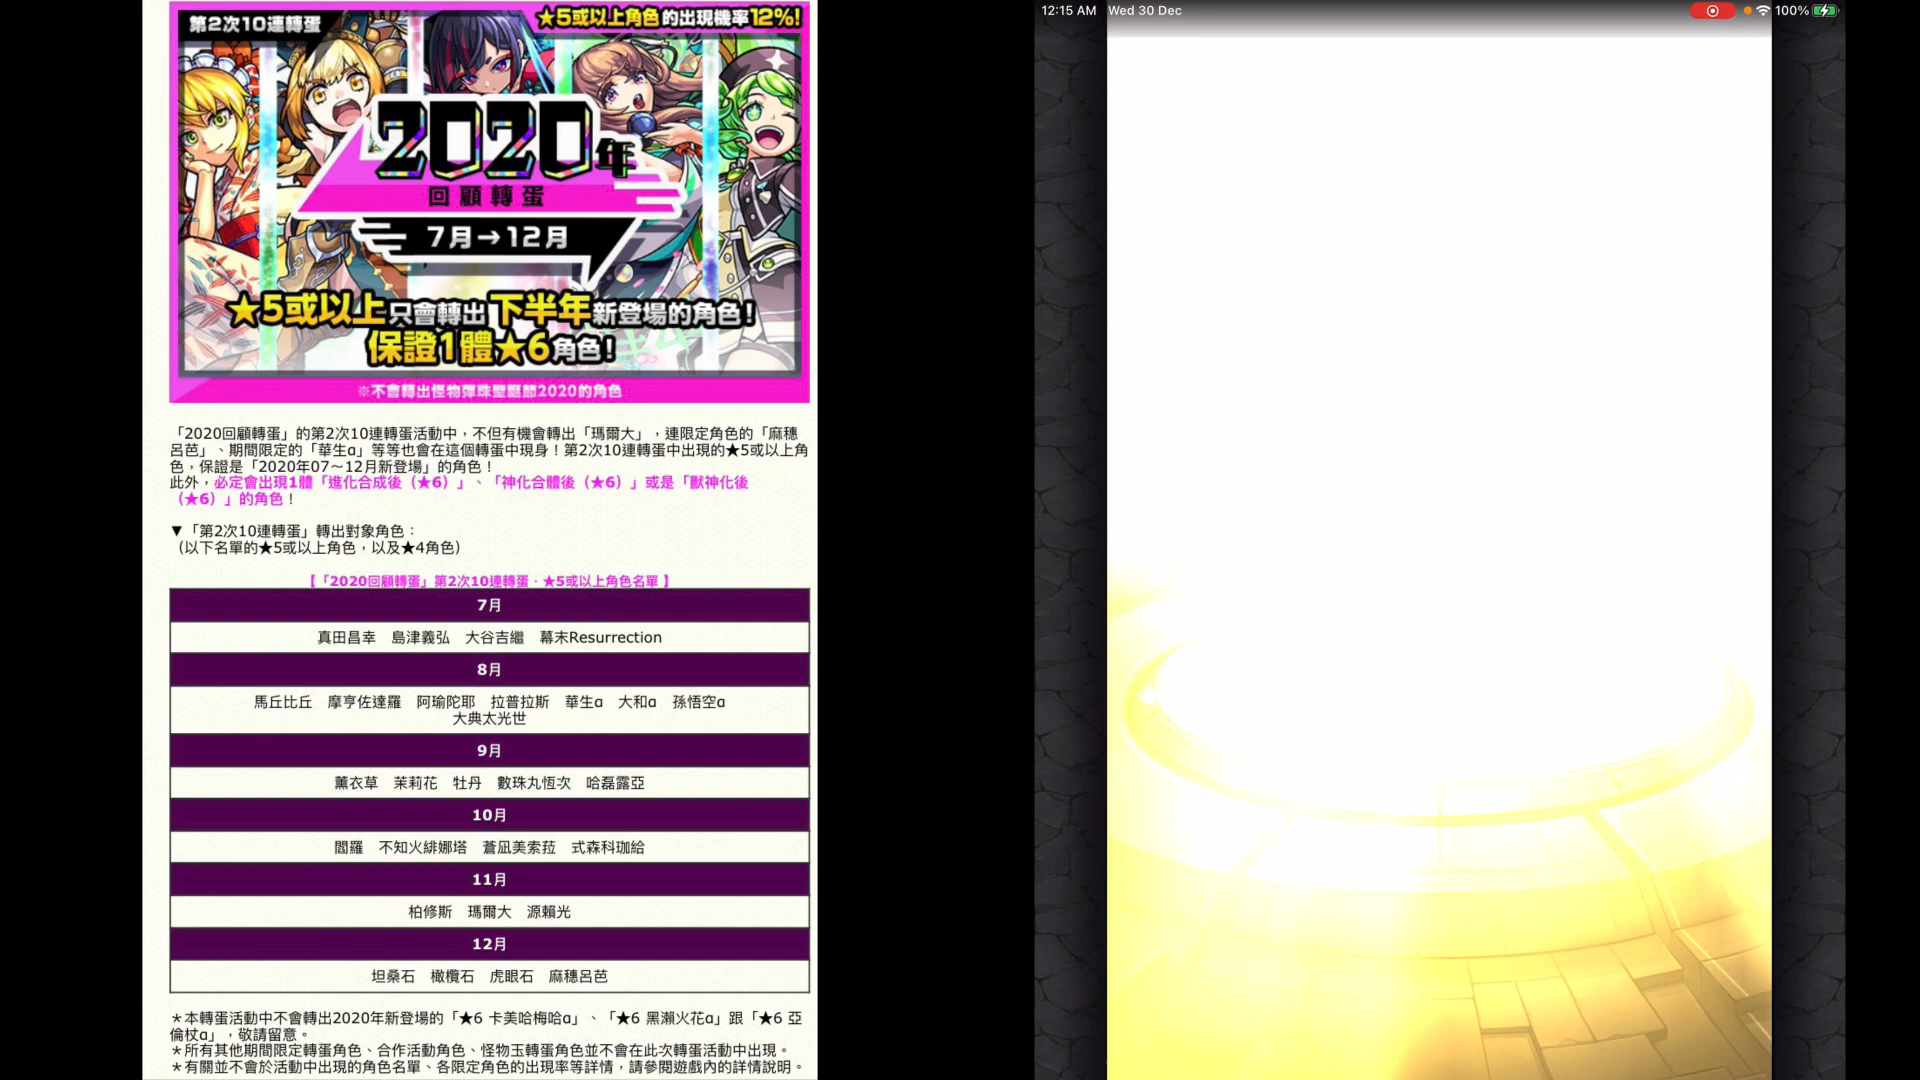 第2次10連轉蛋
★5或以上角色的出現機率12%!
2020年
回顧轉蛋
7月→12月
★5或以上只會轉出下半年新登場的角色!
保證1體★6角色!
※不會轉出怪物彈珠聖誕節2020的角色
「2020回顧轉蛋」的第2次10連轉蛋活動中，不但有機會轉出「瑪爾大」，連限定角色的「麻穗
呂芭」、期間限定的「華生α」等等也會在這個轉蛋中現身！第2次10連轉蛋中出現的★5或以上角
色，保證是「2020年07～12月新登場」的角色！
此外，必定會出現1體「進化合成後（★6）」、「神化合體後（★6）」或是「獸神化後
（★6）」的角色！
▼「第2次10連轉蛋」轉出對象角色：
（以下名單的★5或以上角色，以及★4角色）
【「2020回顧轉蛋」第2次10連轉蛋．★5或以上角色名單 】
7月
真田昌幸　島津義弘　大谷吉繼　幕末Resurrection
8月
馬丘比丘　摩亨佐達羅　阿瑜陀耶　拉普拉斯　華生α　大和α　孫悟空α
大典太光世
9月
薰衣草　茉莉花　牡丹　數珠丸恆次　哈磊露亞
10月
閻羅　不知火緋娜塔　蒼凪美索菈　式森科珈給
11月
柏修斯　瑪爾大　源賴光
12月
坦桑石　橄欖石　虎眼石　麻穗呂芭
＊本轉蛋活動中不會轉出2020年新登場的「★6 卡美哈梅哈α」、「★6 黑瀨火花α」跟「★6 亞
倫杖α」，敬請留意。
＊所有其他期間限定轉蛋角色、合作活動角色、怪物玉轉蛋角色並不會在此次轉蛋活動中出現。
＊有關並不會於活動中出現的角色名單、各限定角色的出現率等詳情，請參閱遊戲內的詳情說明。
12:15 AM Wed 30 Dec
100%